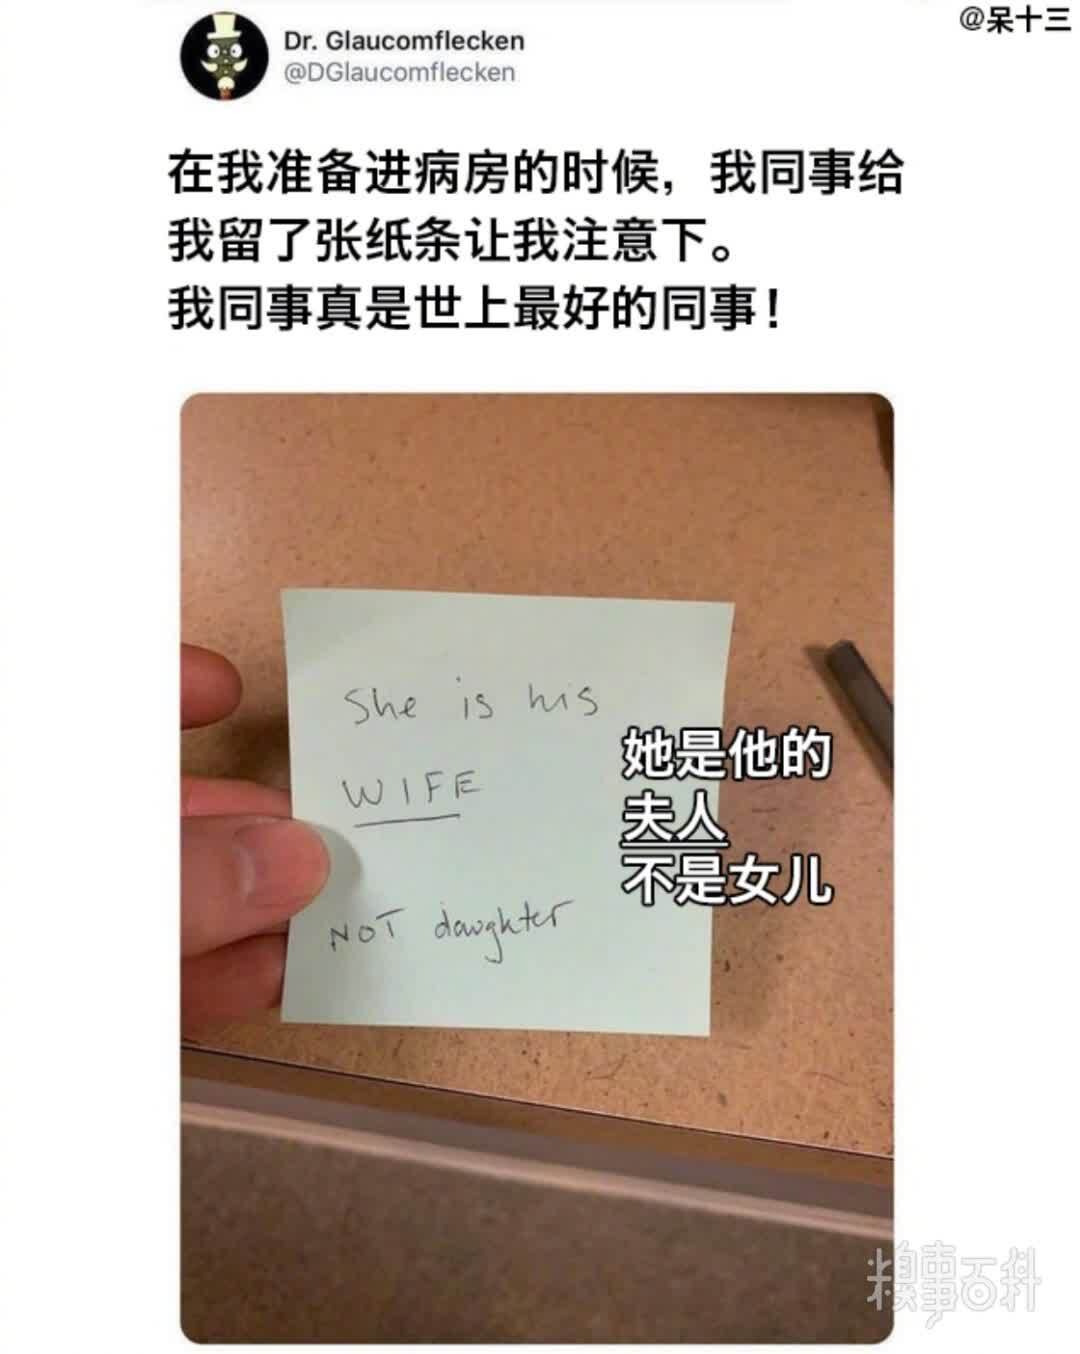 @呆十三
Dr. Glaucomflecken
@DGlaucomflecken
在我准备进病房的时候，我同事给
我留了张纸条让我注意下。
我同事真是世上最好的同事！
She is his
WIFE
NOT daughter
她是他的
夫人
不是女儿
糗事百科